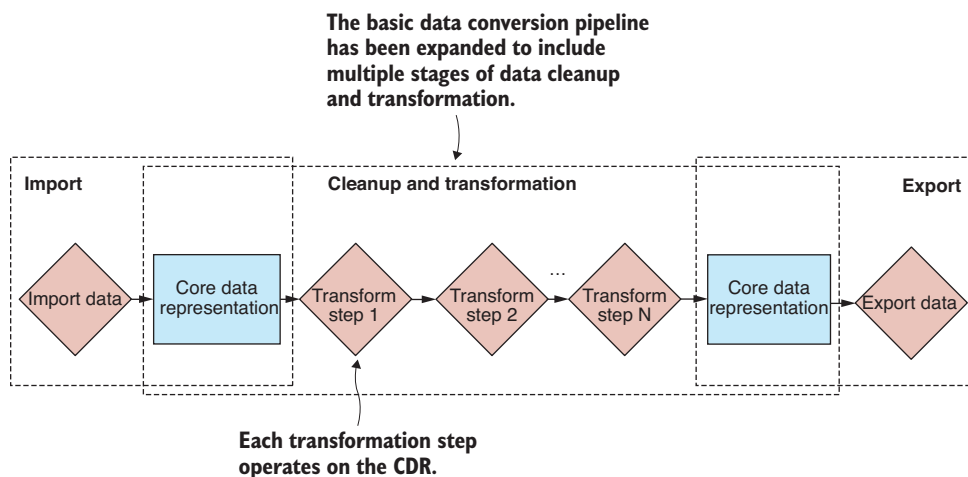 The basic data conversion pipeline
has been expanded to include
multiple stages of data cleanup
and transformation.
Import
Cleanup and transformation
Export
Import data
Core data
representation
Transform
step 1
Transform
step 2
...
Transform
step N
Core data
representation
Export data
Each transformation step
operates on the CDR.